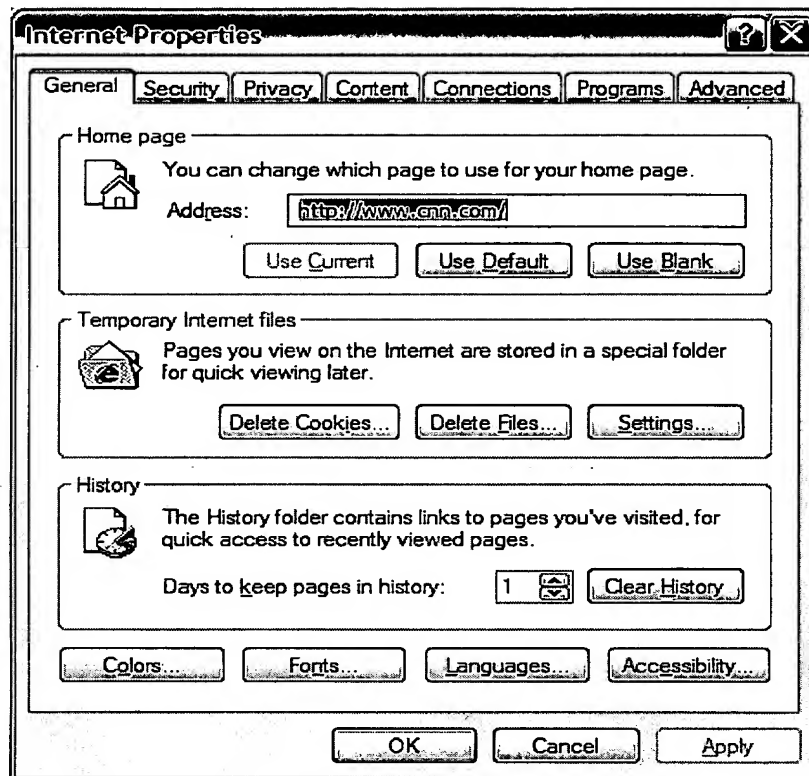 Internet Properties
General Security Privacy Content Connections Programs Advanced
Home page
You can change which page to use for your home page.
Address: http://www.cnn.com/
Use Current Use Default Use Blank
Temporary Internet files
Pages you view on the Internet are stored in a special folder
for quick viewing later.
Delete Cookies... Delete Files... Settings...
History
The History folder contains links to pages you've visited, for
quick access to recently viewed pages.
Days to keep pages in history: 1 Clear History
Colors... Fonts... Languages... Accessibility...
OK Cancel Apply